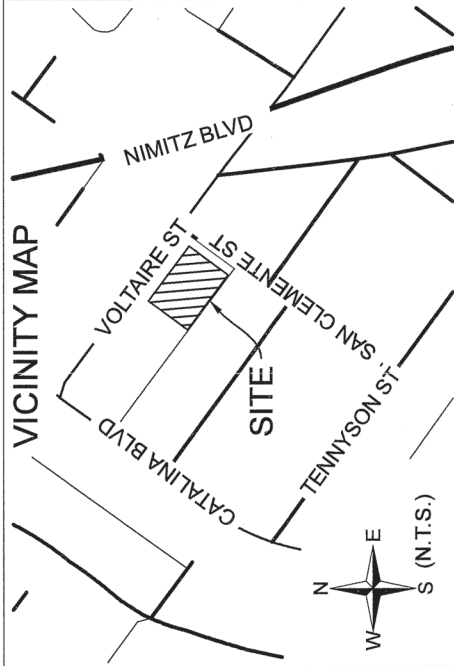 VICINITY MAP
NIMITZ BLVD
VOLTAIRE ST.
SAN CLEMENTE ST.
CATALINA BLVD
SITE
TENNYSON ST.
N
W E
S (N.T.S.)